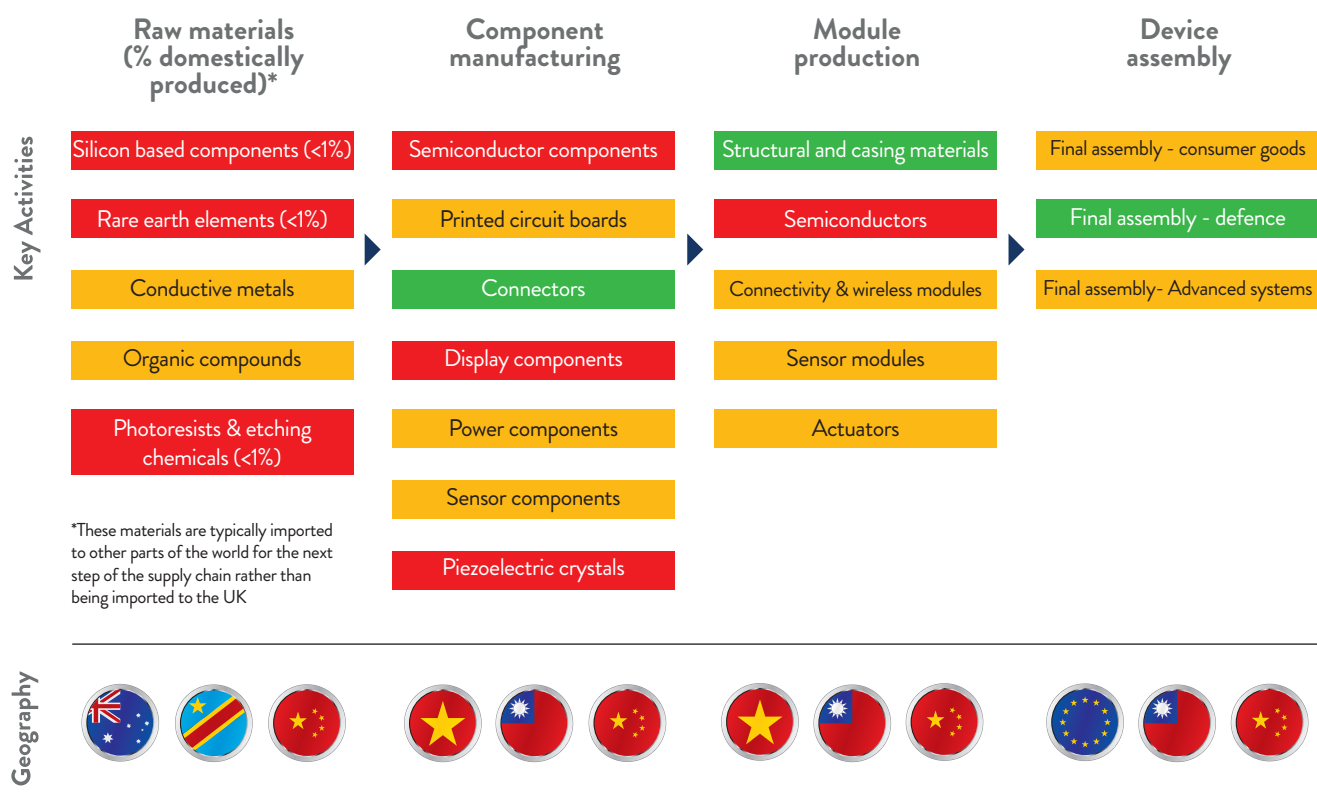 Raw materials
(% domestically
produced)*
Component
manufacturing
Module
production
Device
assembly
Key Activities
Silicon based components (<1%)
Rare earth elements (<1%)
Conductive metals
Organic compounds
Photoresists & etching
chemicals (<1%)
*These materials are typically imported
to other parts of the world for the next
step of the supply chain rather than
being imported to the UK
Semiconductor components
Printed circuit boards
Connectors
Display components
Power components
Sensor components
Piezoelectric crystals
Structural and casing materials
Semiconductors
Connectivity & wireless modules
Sensor modules
Actuators
Final assembly - consumer goods
Final assembly - defence
Final assembly- Advanced systems
Geography